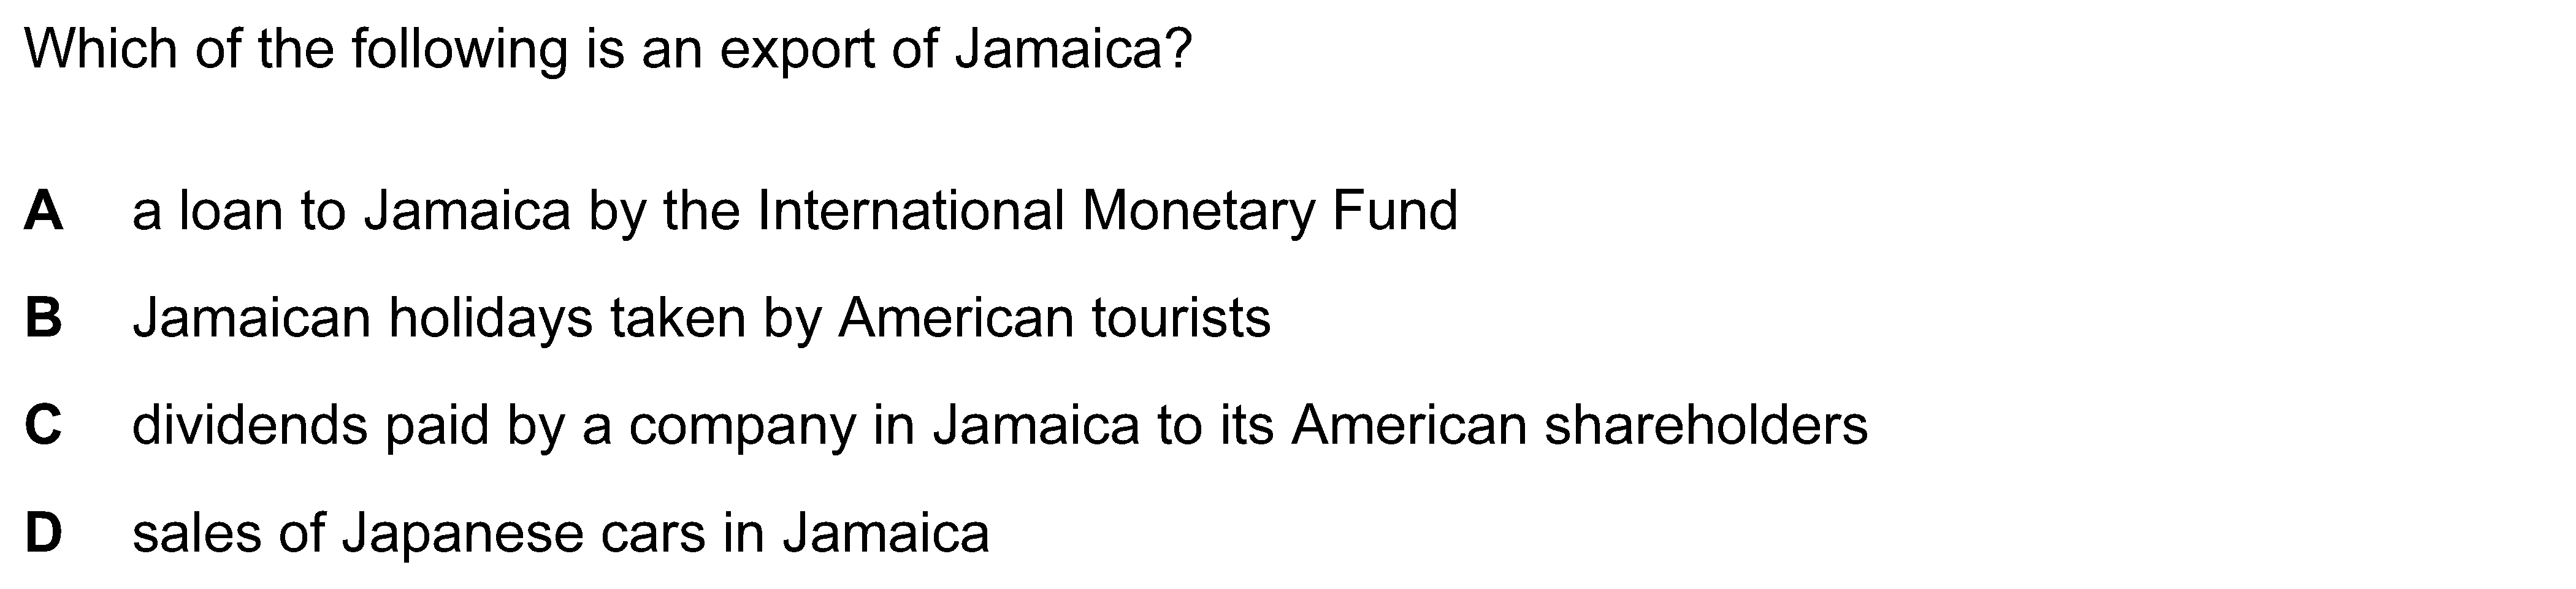 Which of the following is an export of Jamaica?
A a loan to Jamaica by the International Monetary Fund
B Jamaican holidays taken by American tourists
C dividends paid by a company in Jamaica to its American shareholders
D sales of Japanese cars in Jamaica